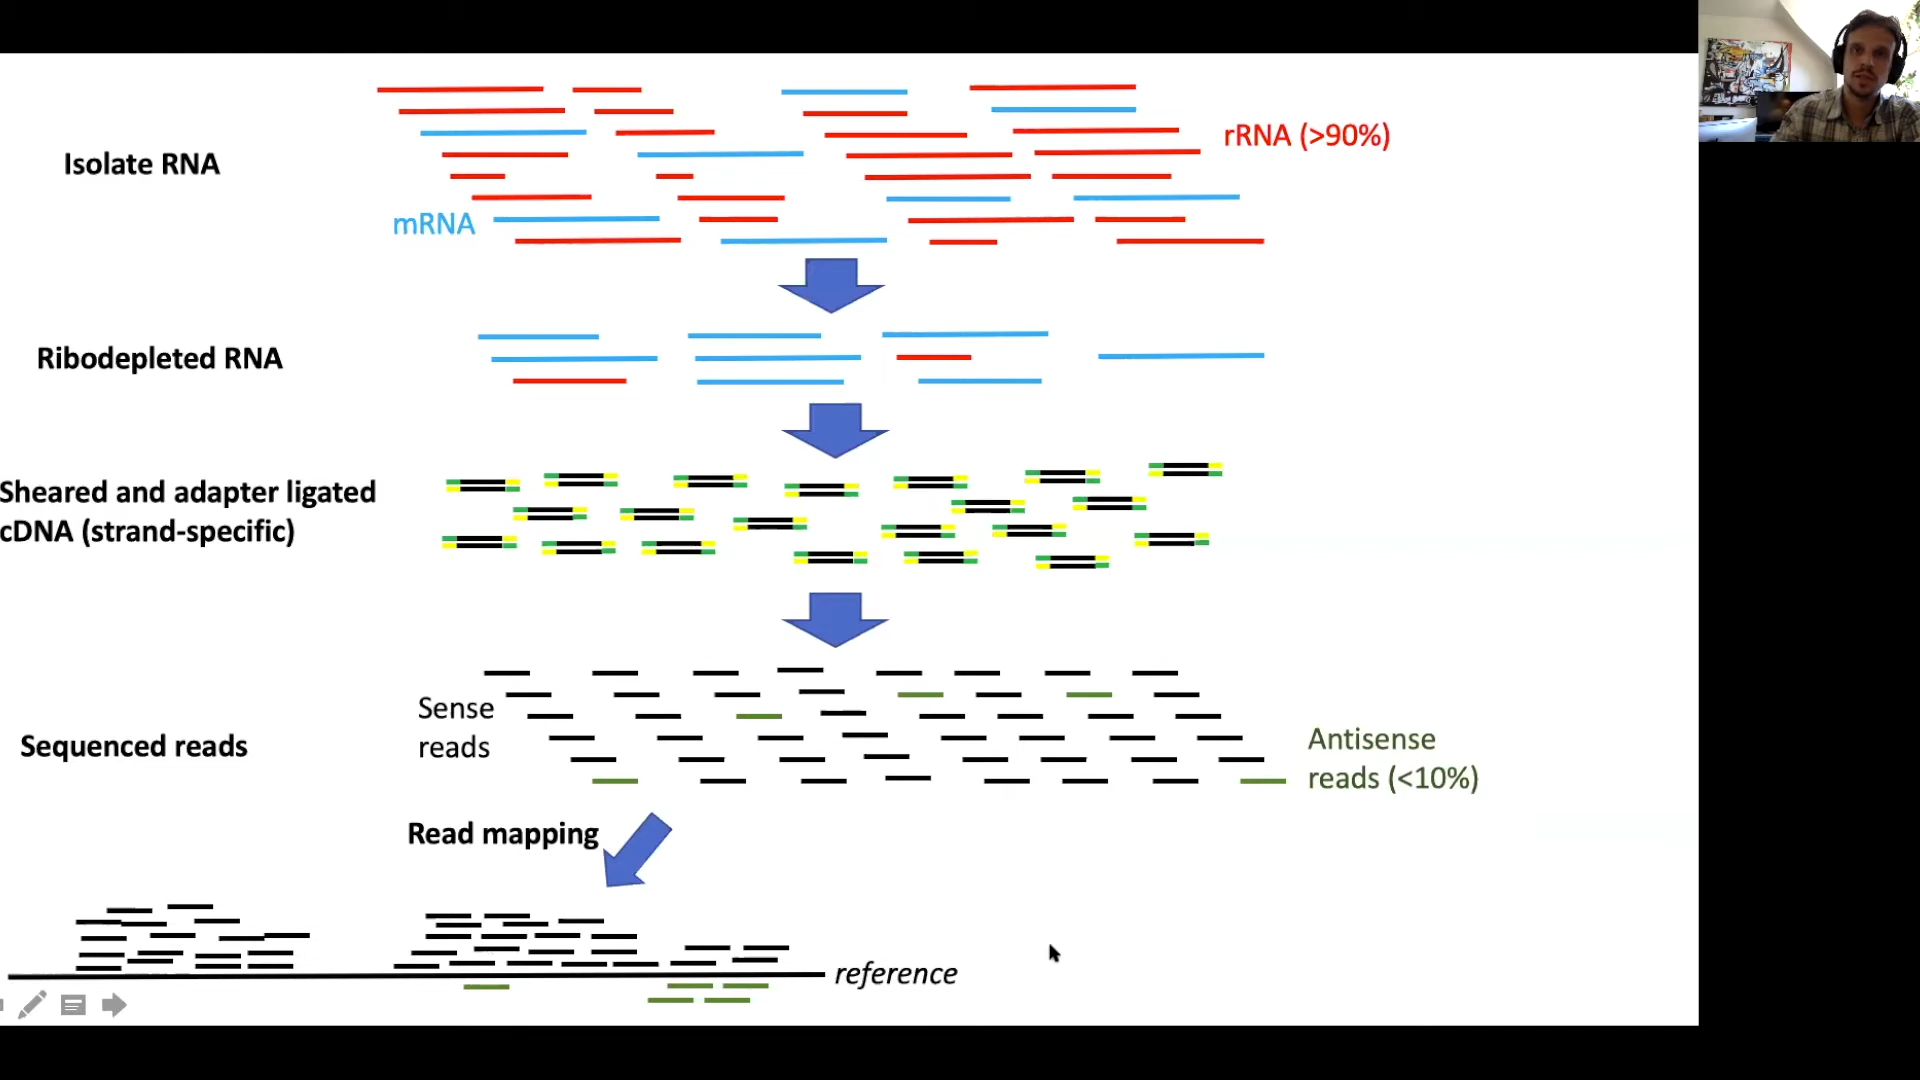 rRNA (>90%)
Isolate RNA
mRNA
Ribodepleted RNA
Sheared and adapter ligated
cDNA (strand-specific)
Sense
reads
Sequenced reads
Antisense
reads (<10%)
Read mapping
reference